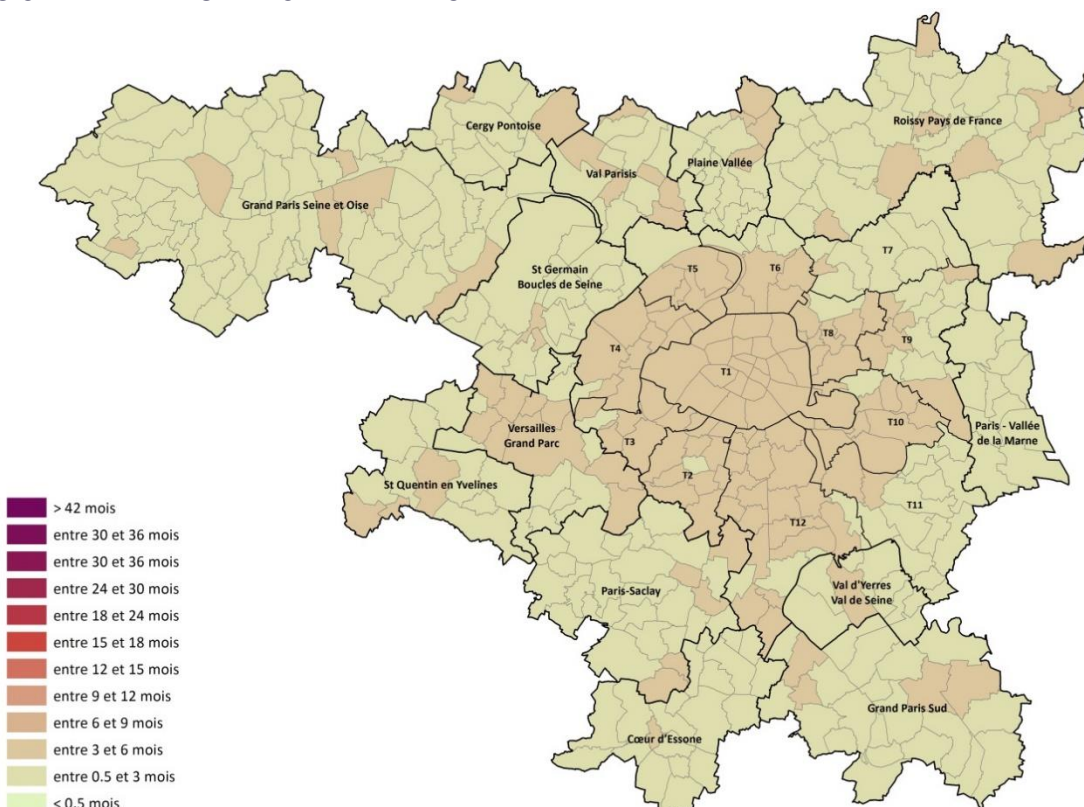 Cergy Pontoise
Roissy Pays de France
Val Parisis
Plaine Vallée
Grand Paris Seine et Oise
T7
St Germain
Boucles de Seine
T5
T6
T4
T8
T9
T1
Versailles
Grand Parc
T3
T10
Paris - Vallée
de la Marne
St Quentin en Yvelines
T2
T11
T12
Paris-Saclay
Val d'Yerres
Val de Seine
Grand Paris Sud
Cœur d'Essone
> 42 mois
entre 30 et 36 mois
entre 30 et 36 mois
entre 24 et 30 mois
entre 18 et 24 mois
entre 15 et 18 mois
entre 12 et 15 mois
entre 9 et 12 mois
entre 6 et 9 mois
entre 3 et 6 mois
entre 0.5 et 3 mois
< 0.5 mois